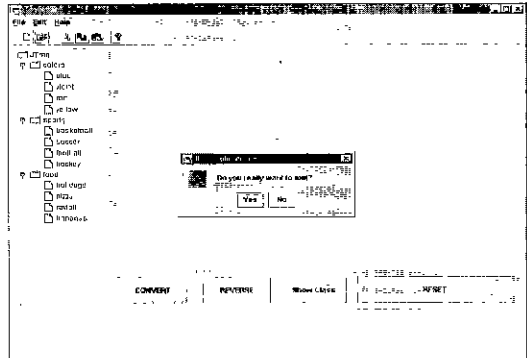 File Edit Help
JTree
colors
blue
violet
red
yellow
sports
basketball
soccer
football
hockey
food
hot dogs
pizza
ravioli
bananas
Do you really want to exit?
Yes No
CONVERT REVERSE Show Class RESET